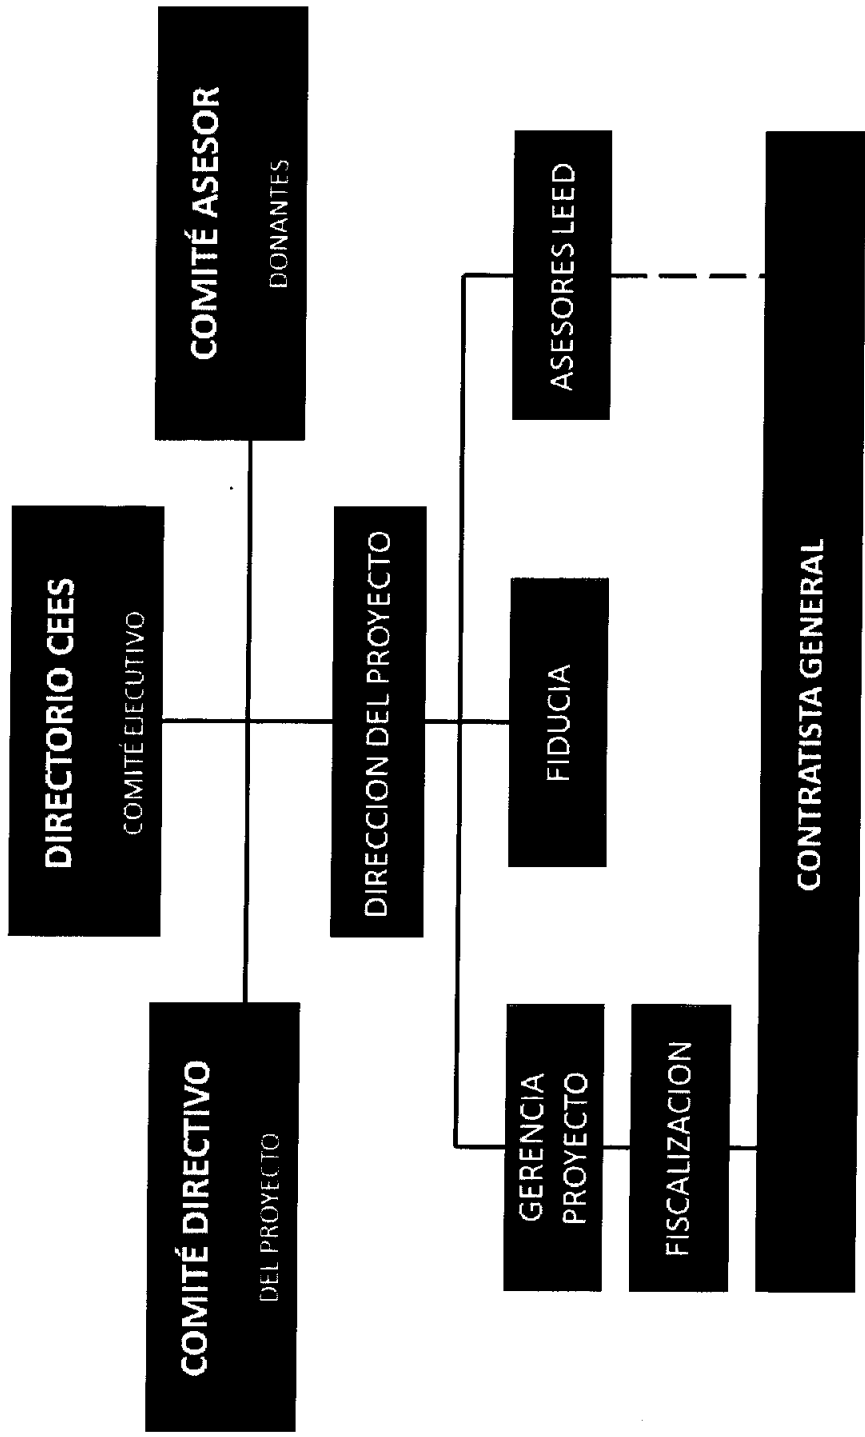 DIRECTORIO CEES
COMITÉ EJECUTIVO
COMITÉ DIRECTIVO
DEL PROYECTO
COMITÉ ASESOR
DONANTES
DIRECCION DEL PROYECTO
GERENCIA
PROYECTO
FIDUCIA
ASESORES LEED
FISCALIZACION
CONTRATISTA GENERAL